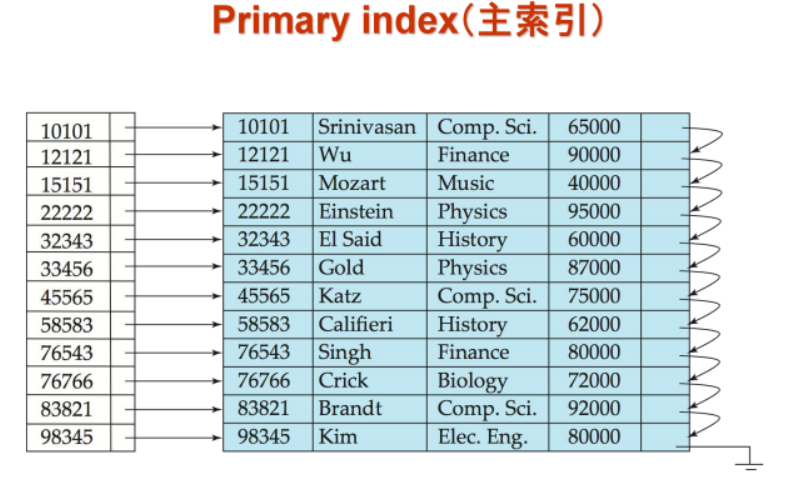 Primary index(主索引)
10101 10101 Srinivasan Comp. Sci. 65000
12121 12121 Wu Finance 90000
15151 15151 Mozart Music 40000
22222 22222 Einstein Physics 95000
32343 32343 El Said History 60000
33456 33456 Gold Physics 87000
45565 45565 Katz Comp. Sci. 75000
58583 58583 Califieri History 62000
76543 76543 Singh Finance 80000
76766 76766 Crick Biology 72000
83821 83821 Brandt Comp. Sci. 92000
98345 98345 Kim Elec. Eng. 80000